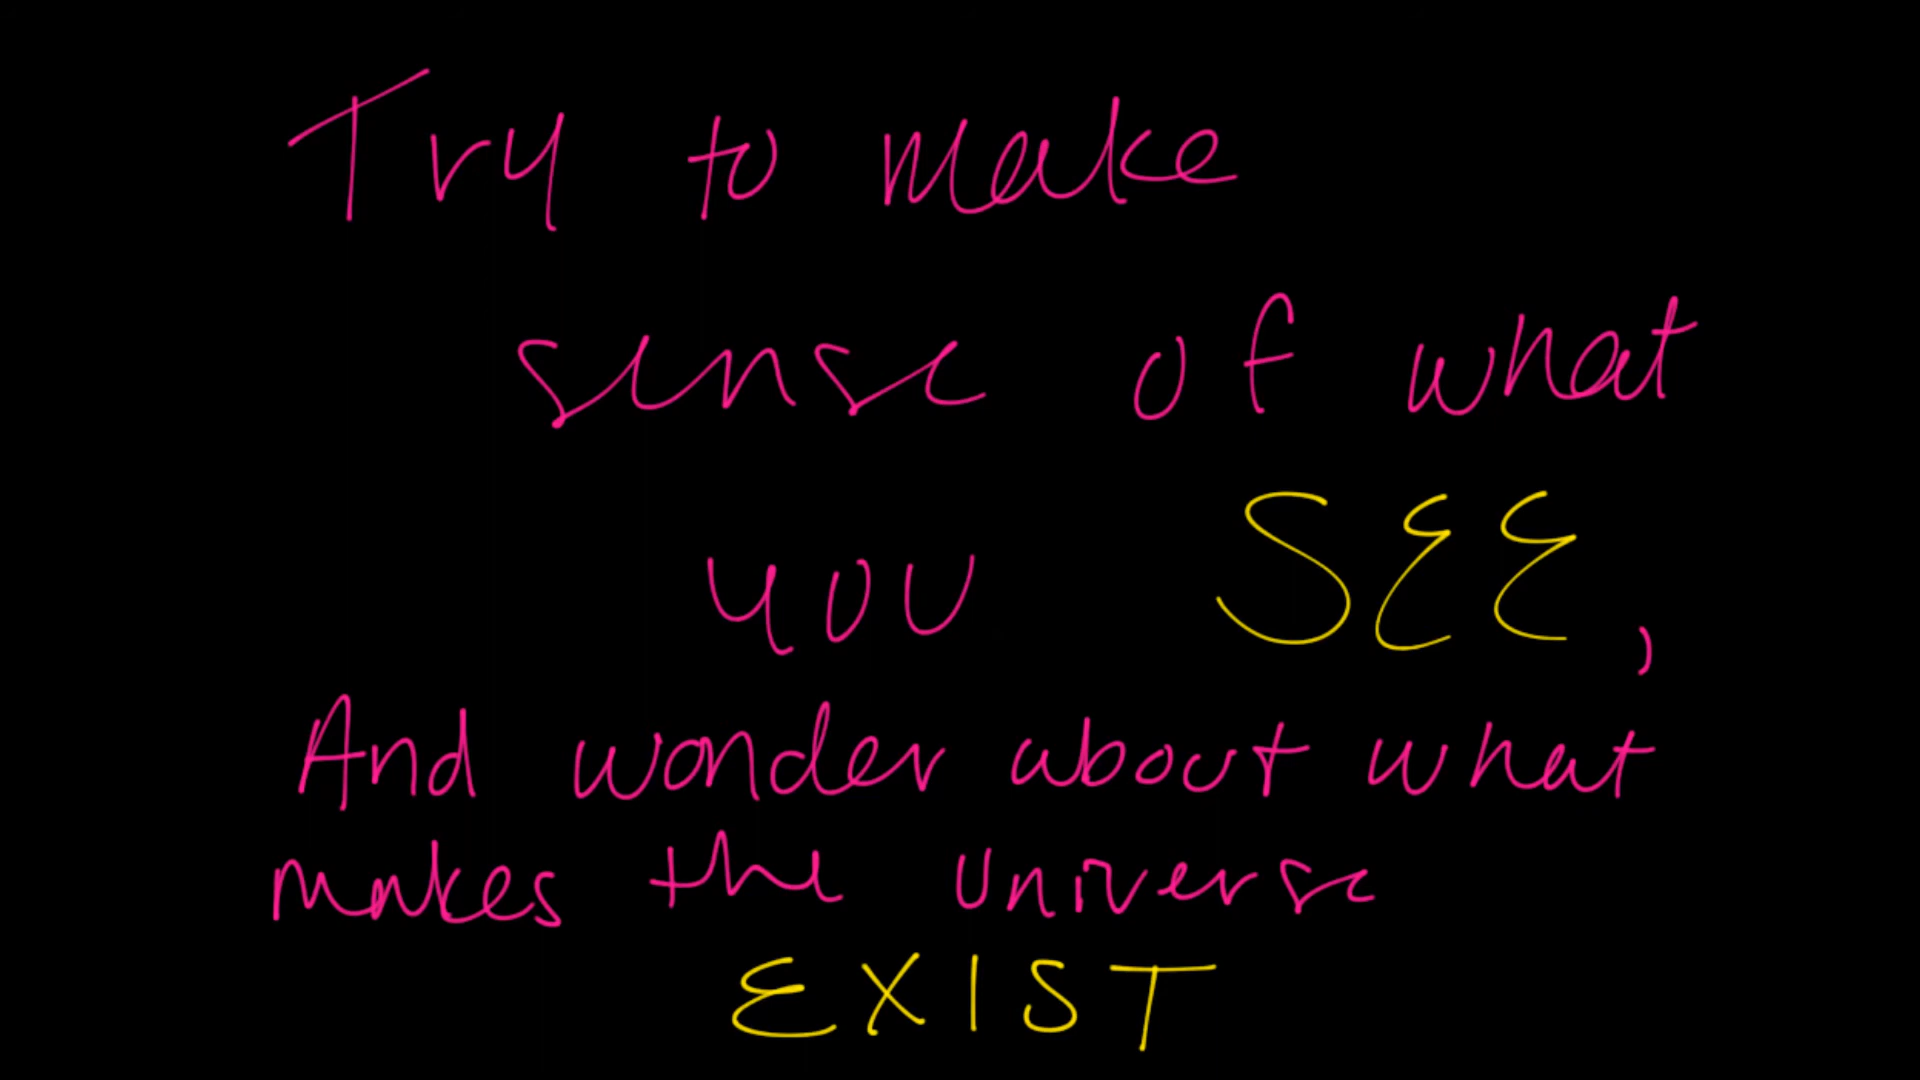 Try to make
sense of what
you SEE,
And wonder about what
makes the universe
EXIST